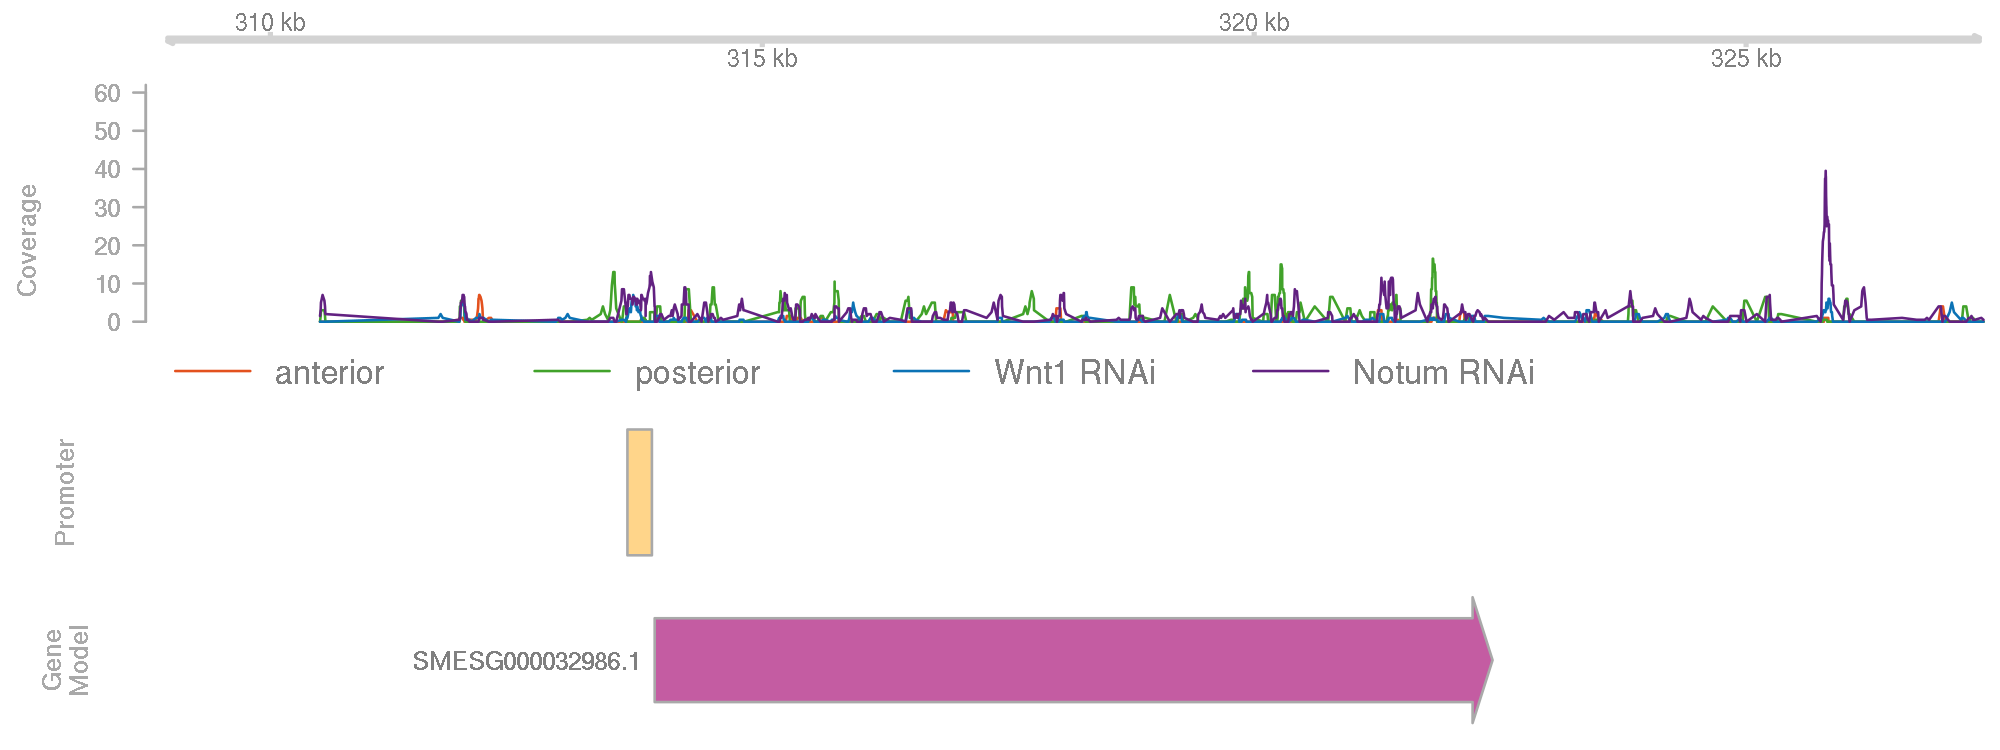 310 kb
320 kb
315 kb
325 kb
60
50
40
30
20
10
0
Coverage
anterior
posterior
Wnt1 RNAi
Notum RNAi
Promoter
Gene
Model
SMESG000032986.1